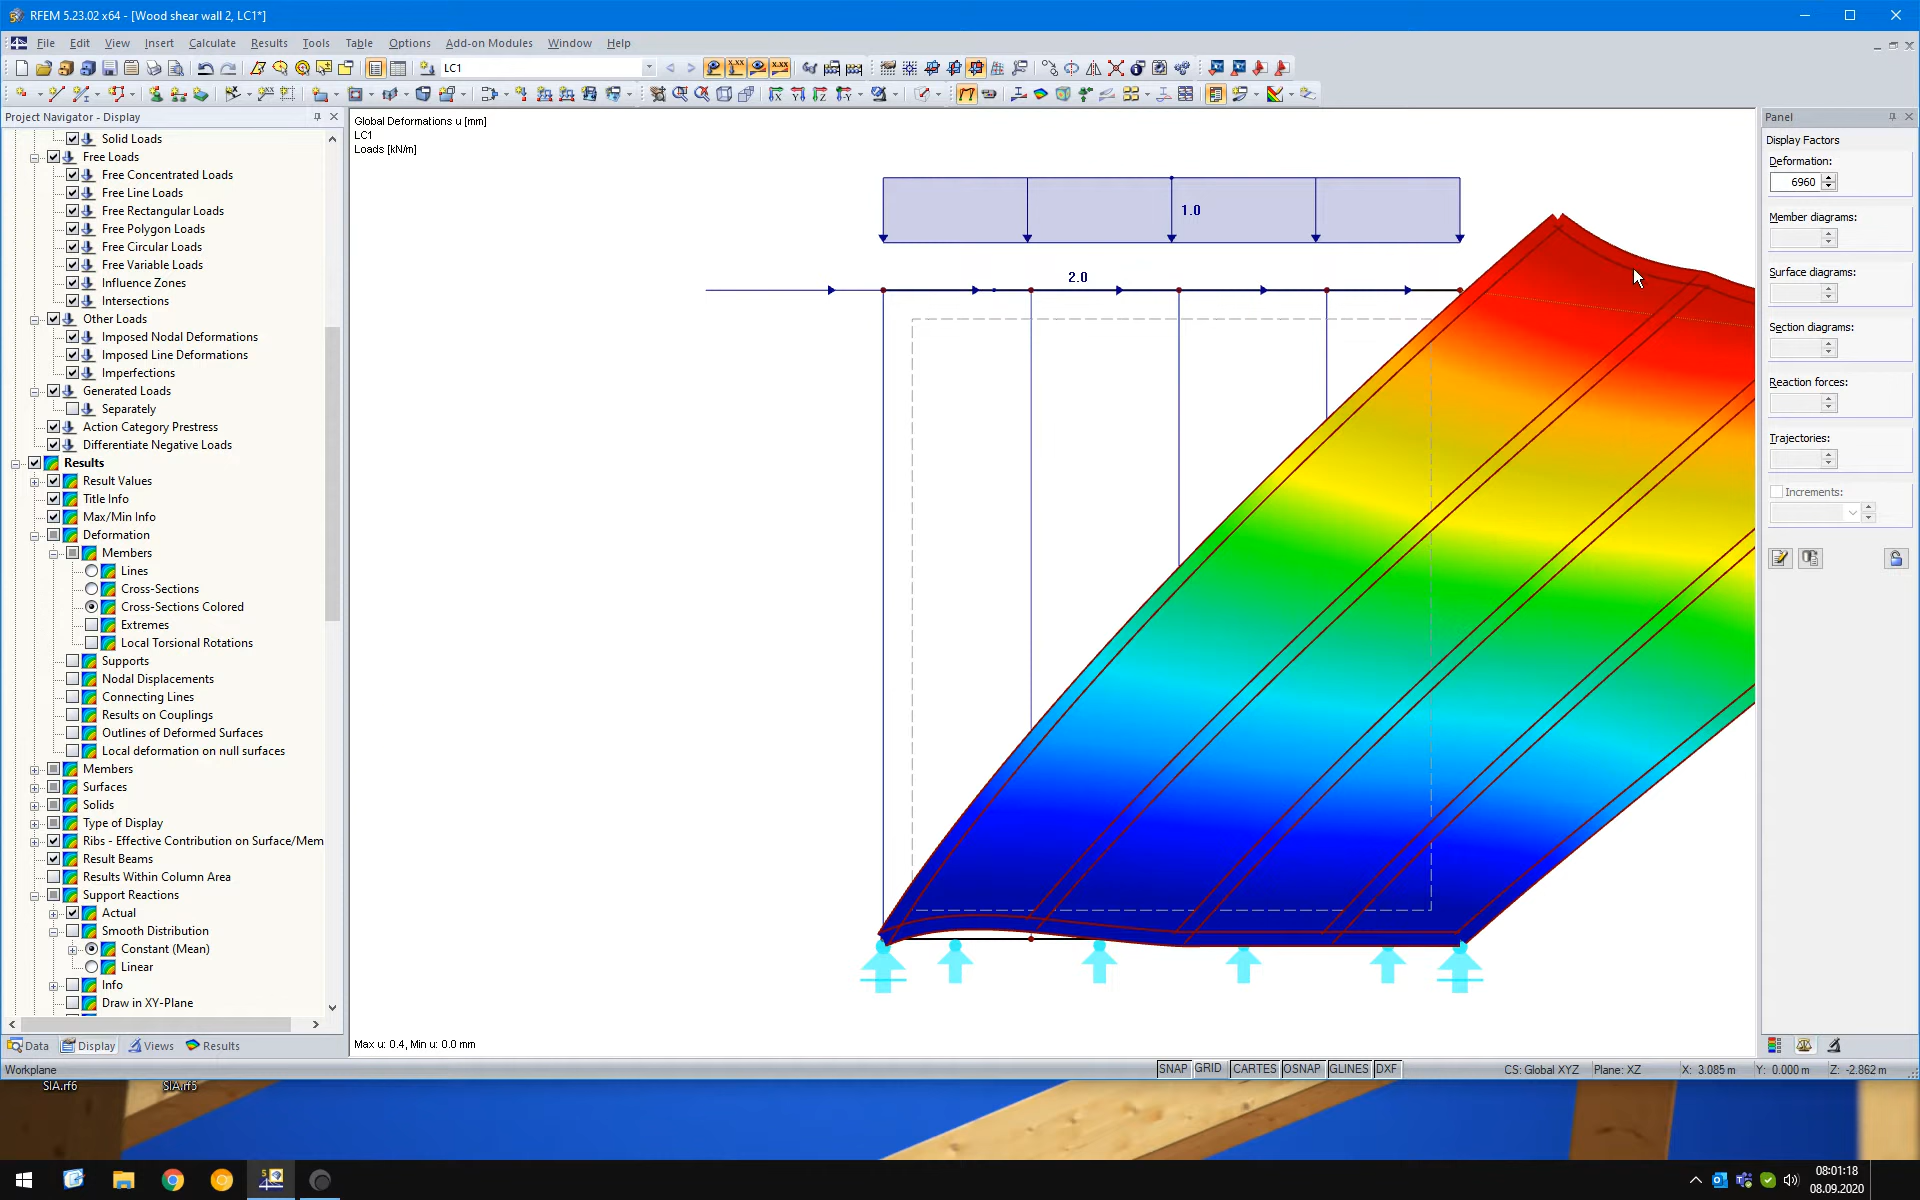 RFEM 5.23.02 x64 - [Wood shear wall 2, LC1*]
File Edit View Insert Calculate Results Tools Table Options Add-on Modules Window Help
LC1
Project Navigator - Display
Solid Loads
Free Loads
Free Concentrated Loads
Free Line Loads
Free Rectangular Loads
Free Polygon Loads
Free Circular Loads
Free Variable Loads
Influence Zones
Intersections
Other Loads
Imposed Nodal Deformations
Imposed Line Deformations
Imperfections
Generated Loads
Separately
Action Category Prestress
Differentiate Negative Loads
Results
Result Values
Title Info
Max/Min Info
Deformation
Members
Lines
Cross-Sections
Cross-Sections Colored
Extremes
Local Torsional Rotations
Supports
Nodal Displacements
Connecting Lines
Results on Couplings
Outlines of Deformed Surfaces
Local deformation on null surfaces
Members
Surfaces
Solids
Type of Display
Ribs - Effective Contribution on Surface/Mem
Result Beams
Results Within Column Area
Support Reactions
Actual
Smooth Distribution
Constant (Mean)
Linear
Info
Draw in XY-Plane
Data Display Views Results
Global Deformations u [mm]
LC1
Loads [kN/m]
1.0
2.0
Max u: 0.4, Min u: 0.0 mm
Panel
Display Factors
Deformation:
6960
Member diagrams:
Surface diagrams:
Section diagrams:
Reaction forces:
Trajectories:
Increments:
Workplane
SNAP GRID CARTES OSNAP GLINES DXF
CS: Global XYZ Plane: XZ X: 3.085 m Y: 0.000 m Z: -2.862 m
SIA.rf6 SIA.rf5
08:01:18
08.09.2020